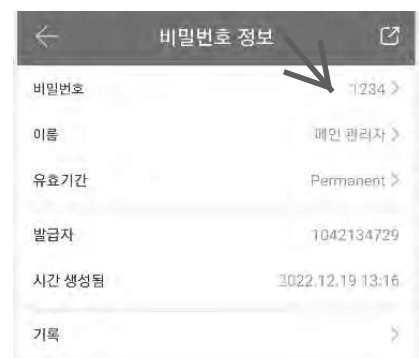 비밀번호 정보
비밀번호 1234
이름 메인 관리자
유효기간 Permanent
발급자 1042134729
시간 생성됨 2022.12.19 13:16
기록